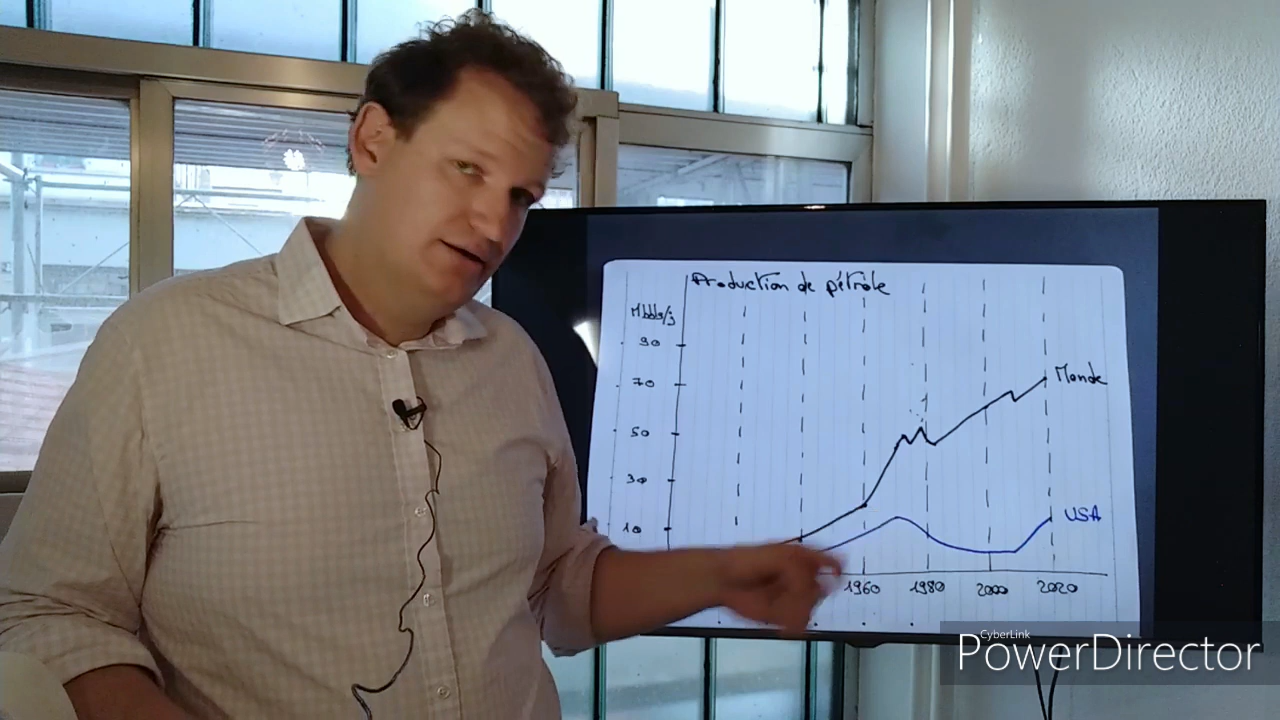 Production de pétrole
Mbbls/j
90
70
50
30
10
Monde
USA
1960
1980
2000
2020
CyberLink
PowerDirector